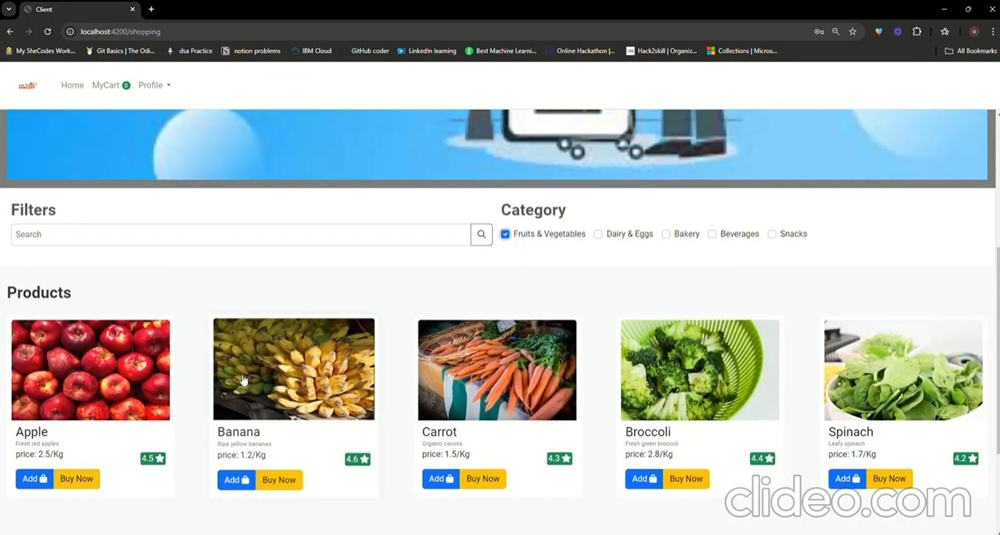 Client
localhost:4200/shopping
My SheCodes Work... Git Basics | The Odi... dsa Practice notion problems IBM Cloud GitHub coder LinkedIn learning Best Machine Learni... Online Hackathon |... Hack2skill | Organiz... Collections | Micros... All Bookmarks
Home MyCart 0 Profile
Filters
Category
Search
Fruits & Vegetables Dairy & Eggs Bakery Beverages Snacks
Products
Apple
Fresh red apples
price: 2.5/Kg
4.5
Add Buy Now
Banana
Ripe yellow bananas
price: 1.2/Kg
4.6
Add Buy Now
Carrot
Organic carrots
price: 1.5/Kg
4.3
Add Buy Now
Broccoli
Fresh green broccoli
price: 2.8/Kg
4.4
Add Buy Now
Spinach
Leafy spinach
price: 1.7/Kg
4.2
Add Buy Now
clideo.com